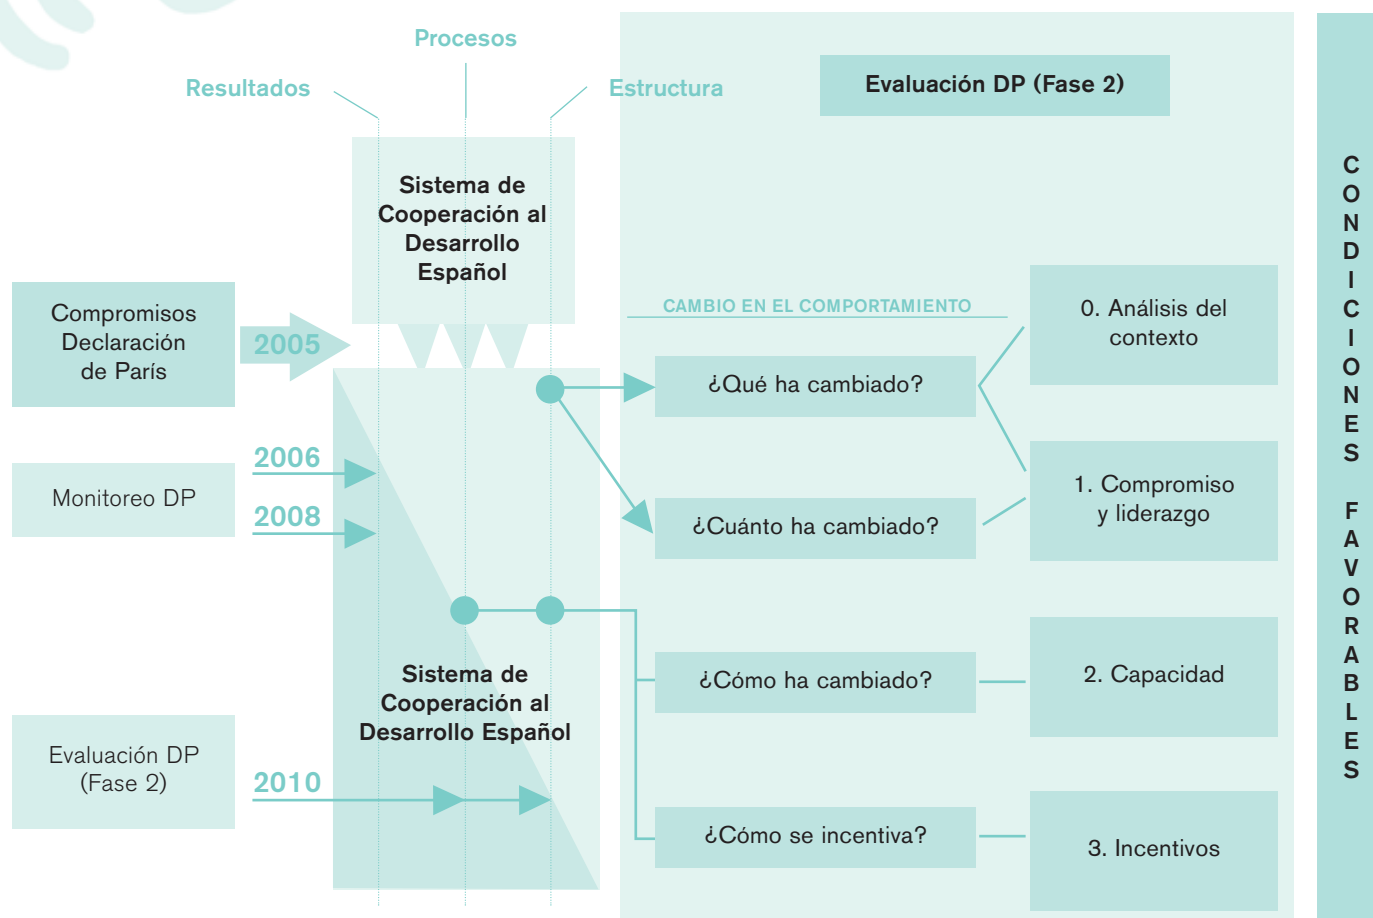 Procesos
Resultados
Estructura
Evaluación DP (Fase 2)
Sistema de
Cooperación al
Desarrollo
Español
Compromisos
Declaración
de París
2005
CAMBIO EN EL COMPORTAMIENTO
0. Análisis del
contexto
¿Qué ha cambiado?
Monitoreo DP
2006
2008
¿Cuánto ha cambiado?
1. Compromiso
y liderazgo
Sistema de
Cooperación al
Desarrollo Español
¿Cómo ha cambiado?
2. Capacidad
Evaluación DP
(Fase 2)
2010
¿Cómo se incentiva?
3. Incentivos
CONDICIONES FAVORABLES